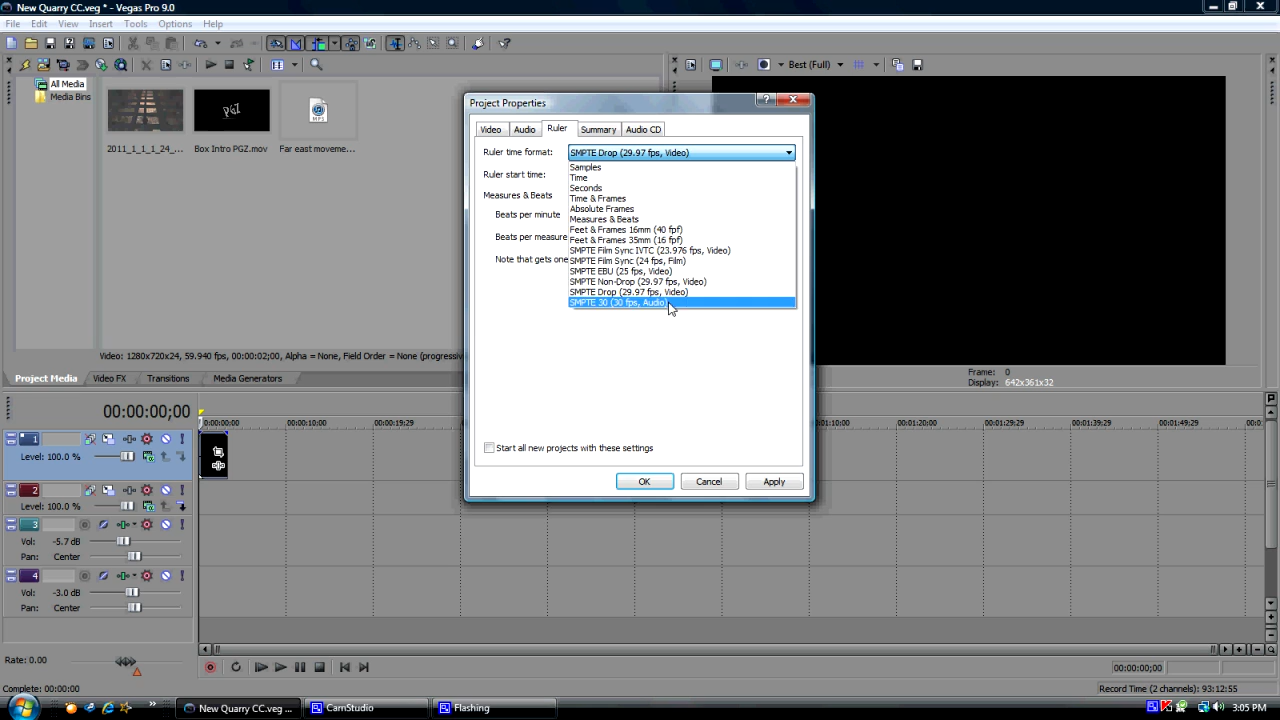 New Quarry CC.veg * - Vegas Pro 9.0
File Edit View Insert Tools Options Help
Best (Full)
All Media
Media Bins
PGZ
MP3
2011_1_1_1_24_...
Box Intro PGZ.mov
Far east moveme...
Project Properties
Video Audio Ruler Summary Audio CD
Ruler time format: SMPTE Drop (29.97 fps, Video)
Ruler start time:
Measures & Beats
Beats per minute
Beats per measure
Note that gets one
Samples
Time
Seconds
Time & Frames
Absolute Frames
Measures & Beats
Feet & Frames 16mm (40 fpf)
Feet & Frames 35mm (16 fpf)
SMPTE Film Sync IVTC (23.976 fps, Video)
SMPTE Film Sync (24 fps, Film)
SMPTE EBU (25 fps, Video)
SMPTE Non-Drop (29.97 fps, Video)
SMPTE Drop (29.97 fps, Video)
SMPTE 30 (30 fps, Audio)
Start all new projects with these settings
OK Cancel Apply
Video: 1280x720x24, 59.940 fps, 00:00:02;00, Alpha = None, Field Order = None (progressiv
Project Media Video FX Transitions Media Generators
Frame: 0
Display: 642x361x32
00:00:00;00
0:00:00:00 00:00:10;00 00:00:19;29 :01:10;00 00:01:20;00 00:01:29;29 00:01:39;29 00:01:49;29 00:0
1
Level: 100.0 %
2
Level: 100.0 %
3
Vol: -5.7 dB
Pan: Center
4
Vol: -3.0 dB
Pan: Center
Rate: 0.00
00:00:00;00
Complete: 00:00:00
Record Time (2 channels): 93:12:55
New Quarry CC.veg ... CamStudio Flashing 3:05 PM